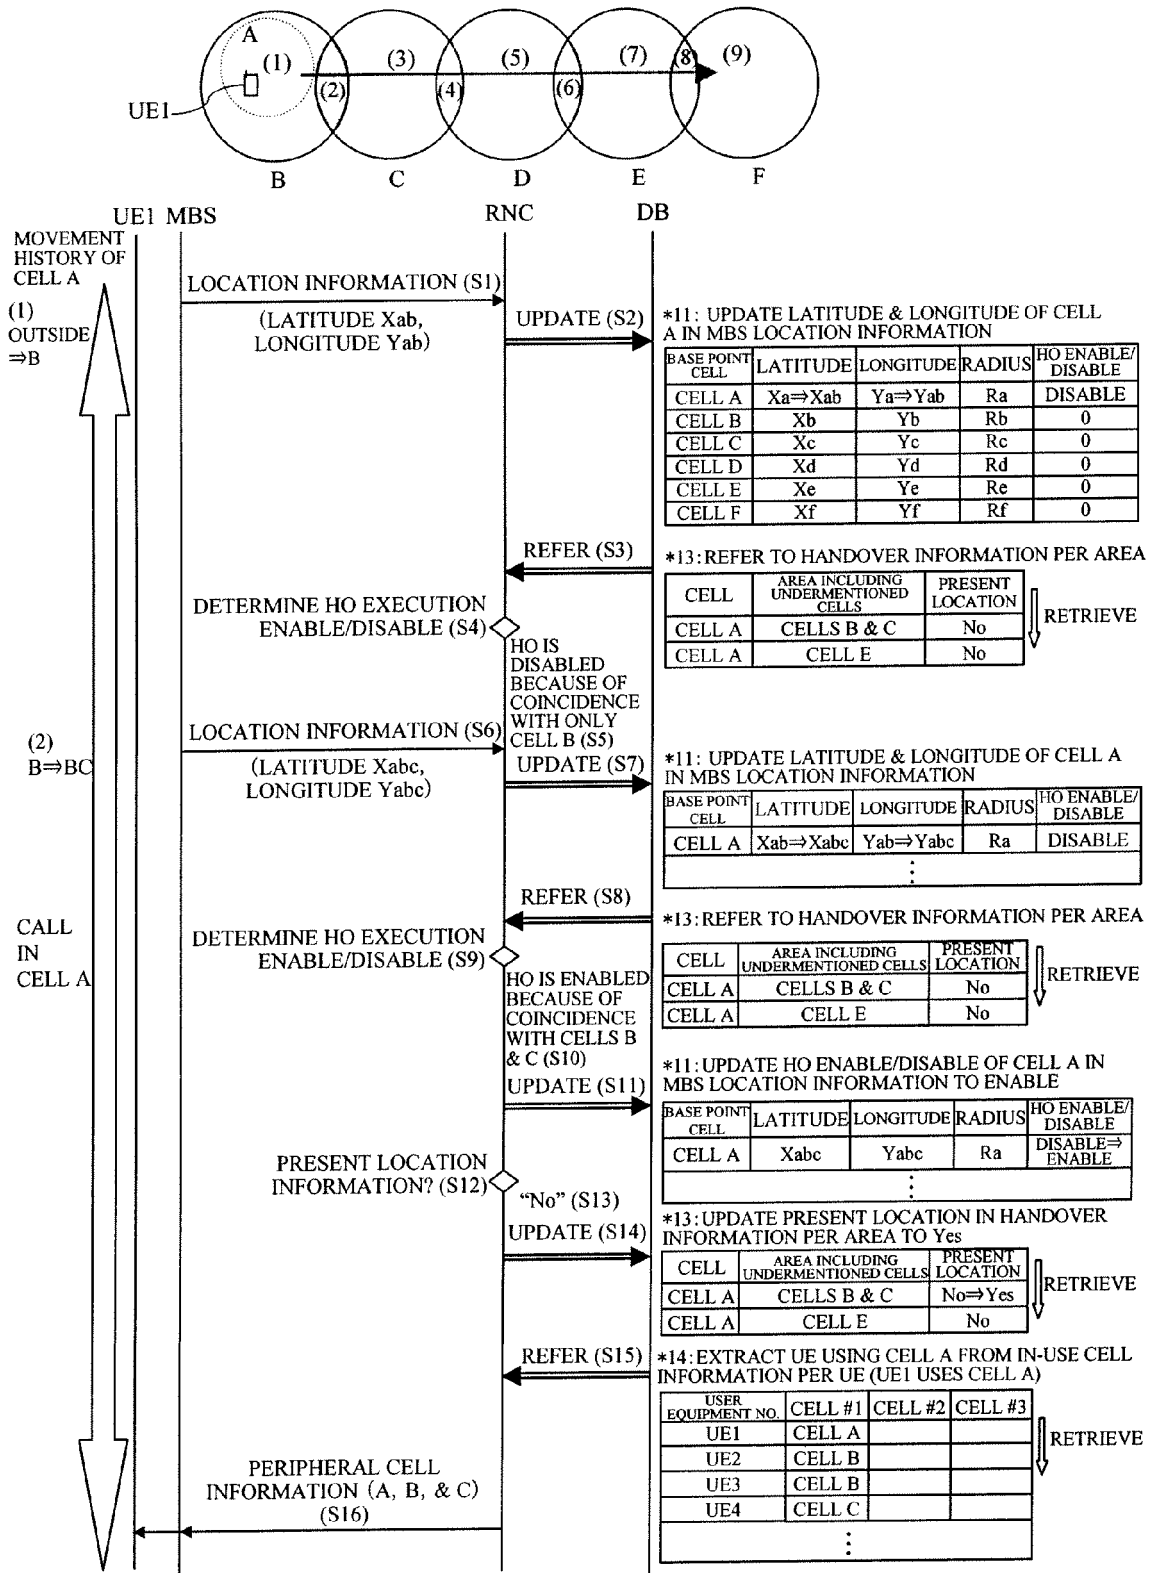 A
(1)
(2)
(3)
(4)
(5)
(6)
(7)
(8)
(9)
UE1
B
C
D
E
F
UE1 MBS RNC DB
MOVEMENT
HISTORY OF
CELL A
(1)
OUTSIDE
⇒B
LOCATION INFORMATION (S1)
(LATITUDE Xab,
LONGITUDE Yab)
UPDATE (S2)
*11: UPDATE LATITUDE & LONGITUDE OF CELL
A IN MBS LOCATION INFORMATION
BASE POINT CELL LATITUDE LONGITUDE RADIUS HO ENABLE/ DISABLE
CELL A Xa⇒Xab Ya⇒Yab Ra DISABLE
CELL B Xb Yb Rb 0
CELL C Xc Yc Rc 0
CELL D Xd Yd Rd 0
CELL E Xe Ye Re 0
CELL F Xf Yf Rf 0
REFER (S3)
*13:REFER TO HANDOVER INFORMATION PER AREA
CELL AREA INCLUDING UNDERMENTIONED CELLS PRESENT LOCATION
CELL A CELLS B & C No
CELL A CELL E No
RETRIEVE
DETERMINE HO EXECUTION
ENABLE/DISABLE (S4)
HO IS
DISABLED
BECAUSE OF
COINCIDENCE
WITH ONLY
CELL B (S5)
(2)
B⇒BC
LOCATION INFORMATION (S6)
(LATITUDE Xabc,
LONGITUDE Yabc)
UPDATE (S7)
*11: UPDATE LATITUDE & LONGITUDE OF CELL A
IN MBS LOCATION INFORMATION
BASE POINT CELL LATITUDE LONGITUDE RADIUS HO ENABLE/ DISABLE
CELL A Xab⇒Xabc Yab⇒Yabc Ra DISABLE
⋮
REFER (S8)
*13:REFER TO HANDOVER INFORMATION PER AREA
CELL AREA INCLUDING UNDERMENTIONED CELLS PRESENT LOCATION
CELL A CELLS B & C No
CELL A CELL E No
RETRIEVE
CALL
IN
CELL A
DETERMINE HO EXECUTION
ENABLE/DISABLE (S9)
HO IS ENABLED
BECAUSE OF
COINCIDENCE
WITH CELLS B
& C (S10)
UPDATE (S11)
*11:UPDATE HO ENABLE/DISABLE OF CELL A IN
MBS LOCATION INFORMATION TO ENABLE
BASE POINT CELL LATITUDE LONGITUDE RADIUS HO ENABLE/ DISABLE
CELL A Xabc Yabc Ra DISABLE⇒ ENABLE
⋮
PRESENT LOCATION
INFORMATION? (S12)
“No” (S13)
UPDATE (S14)
*13:UPDATE PRESENT LOCATION IN HANDOVER
INFORMATION PER AREA TO Yes
CELL AREA INCLUDING UNDERMENTIONED CELLS PRESENT LOCATION
CELL A CELLS B & C No⇒Yes
CELL A CELL E No
RETRIEVE
REFER (S15)
*14:EXTRACT UE USING CELL A FROM IN-USE CELL
INFORMATION PER UE (UE1 USES CELL A)
USER EQUIPMENT NO. CELL #1 CELL #2 CELL #3
UE1 CELL A
UE2 CELL B
UE3 CELL B
UE4 CELL C
⋮
RETRIEVE
PERIPHERAL CELL
INFORMATION (A, B, & C)
(S16)